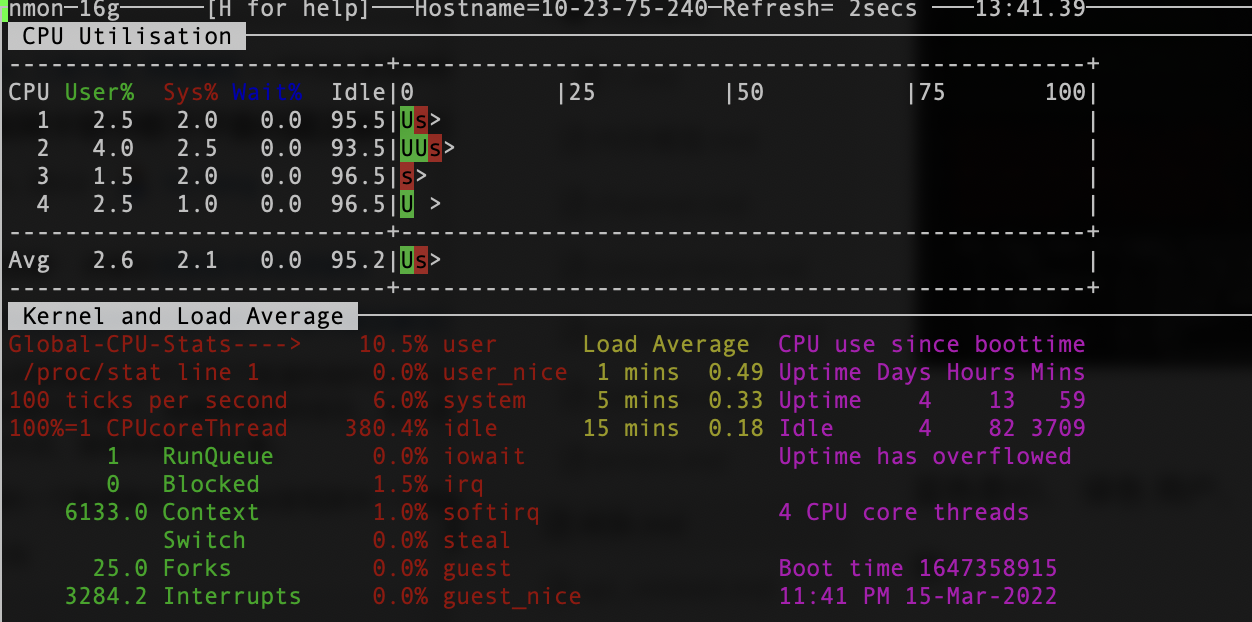 nmon-16g——————[H for help]———Hostname=10-23-75-240—Refresh= 2secs ———13:41.39
CPU Utilisation
---------------------------+-------------------------------------------------+
CPU User% Sys% Wait% Idle|0 |25 |50 |75 100|
1 2.5 2.0 0.0 95.5|Us> |
2 4.0 2.5 0.0 93.5|UUs> |
3 1.5 2.0 0.0 96.5|s> |
4 2.5 1.0 0.0 96.5|U > |
---------------------------+-------------------------------------------------+
Avg 2.6 2.1 0.0 95.2|Us> |
---------------------------+-------------------------------------------------+
Kernel and Load Average
Global-CPU-Stats----> 10.5% user Load Average CPU use since boottime
/proc/stat line 1 0.0% user_nice 1 mins 0.49 Uptime Days Hours Mins
100 ticks per second 6.0% system 5 mins 0.33 Uptime 4 13 59
100%=1 CPUcoreThread 380.4% idle 15 mins 0.18 Idle 4 82 3709
1 RunQueue 0.0% iowait Uptime has overflowed
0 Blocked 1.5% irq
6133.0 Context 1.0% softirq 4 CPU core threads
Switch 0.0% steal
25.0 Forks 0.0% guest Boot time 1647358915
3284.2 Interrupts 0.0% guest_nice 11:41 PM 15-Mar-2022